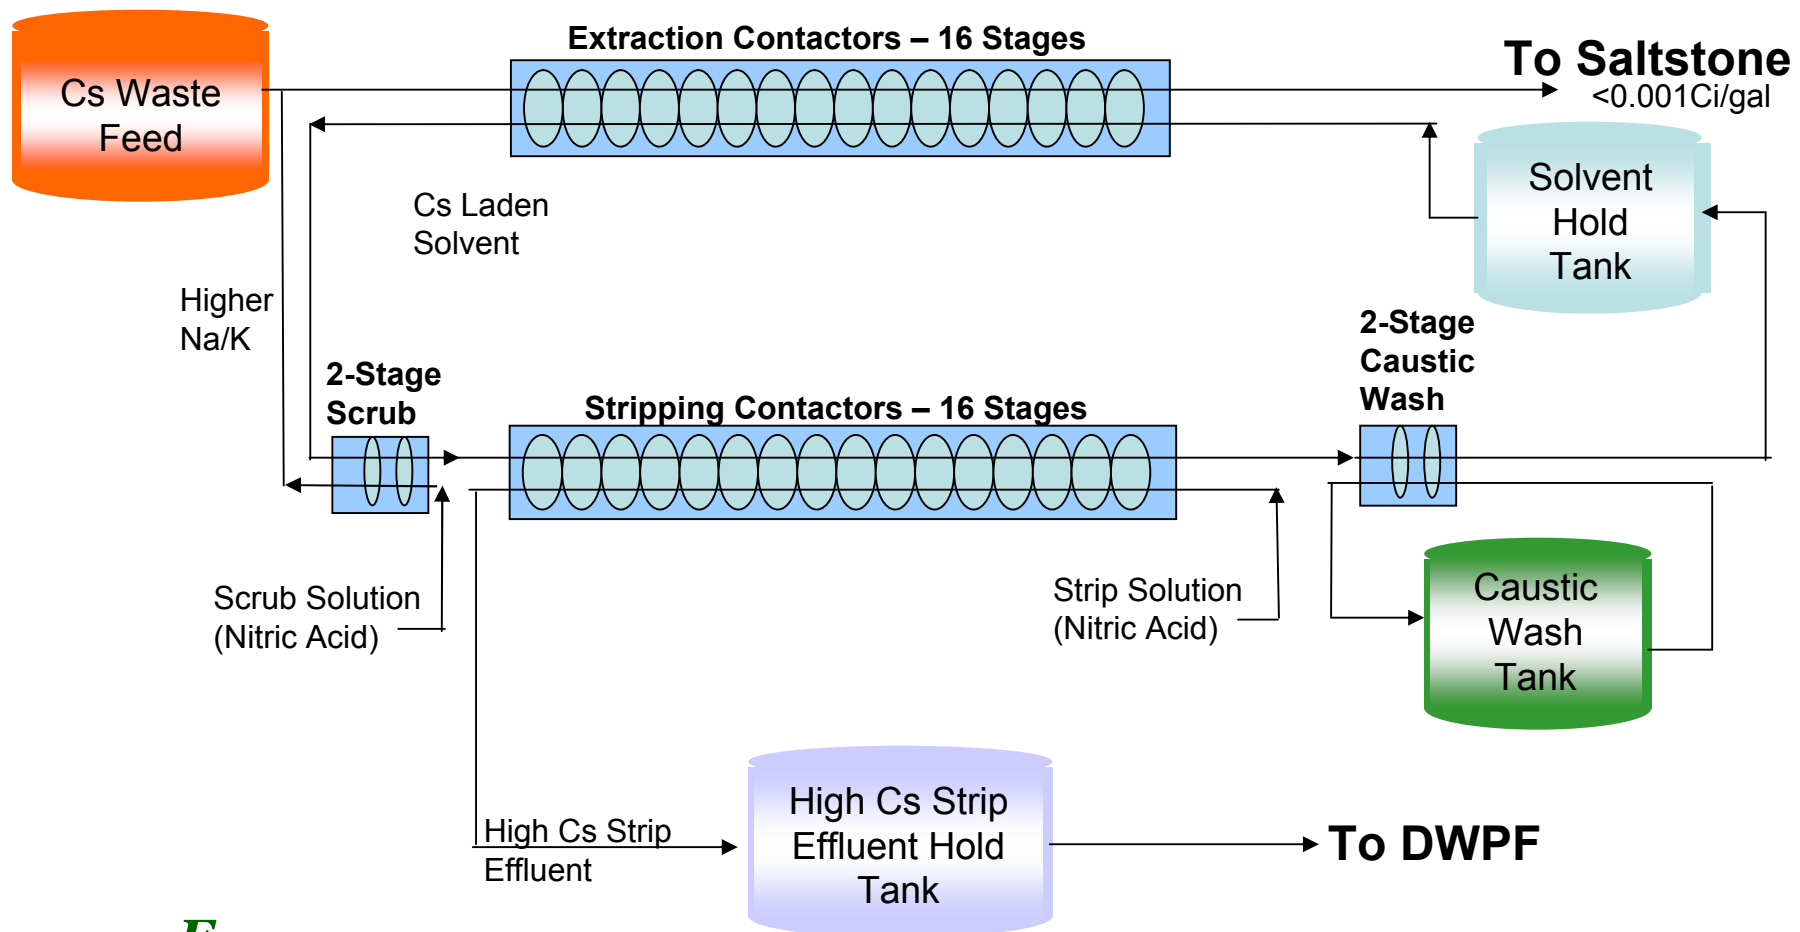 Extraction Contactors – 16 Stages
To Saltstone
<0.001Ci/gal
Cs Waste
Feed
Solvent
Hold
Tank
Cs Laden
Solvent
Higher
Na/K
2-Stage
Scrub
Stripping Contactors – 16 Stages
2-Stage
Caustic
Wash
Scrub Solution
(Nitric Acid)
Strip Solution
(Nitric Acid)
Caustic
Wash
Tank
High Cs Strip
Effluent
High Cs Strip
Effluent Hold
Tank
To DWPF